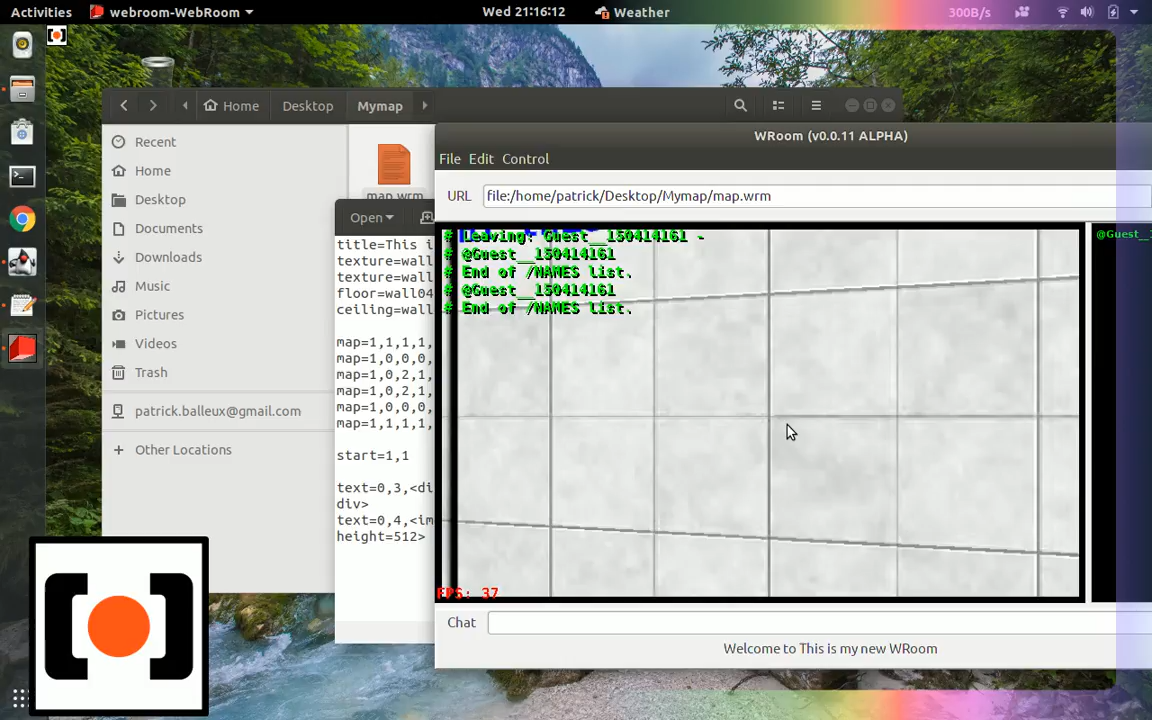 Activities
webroom-WebRoom
Wed 21:16:12
Weather
300B/s
Home
Desktop
Mymap
Recent
Home
Desktop
Documents
Downloads
Music
Pictures
Videos
Trash
patrick.balleux@gmail.com
Other Locations
map.wrm
Open
title=This i
texture=wall
texture=wall
floor=wall04
ceiling=wall
map=1,1,1,1,
map=1,0,0,0,
map=1,0,2,1,
map=1,0,2,1,
map=1,0,0,0,
map=1,1,1,1,
start=1,1
text=0,3,<di
div>
text=0,4,<im
height=512>
WRoom (v0.0.11 ALPHA)
File Edit Control
URL file:/home/patrick/Desktop/Mymap/map.wrm
# Leaving: Guest__150414161 -
# @Guest__150414161
# End of /NAMES list.
# @Guest__150414161
# End of /NAMES list.
@Guest__
FPS: 37
Chat
Welcome to This is my new WRoom